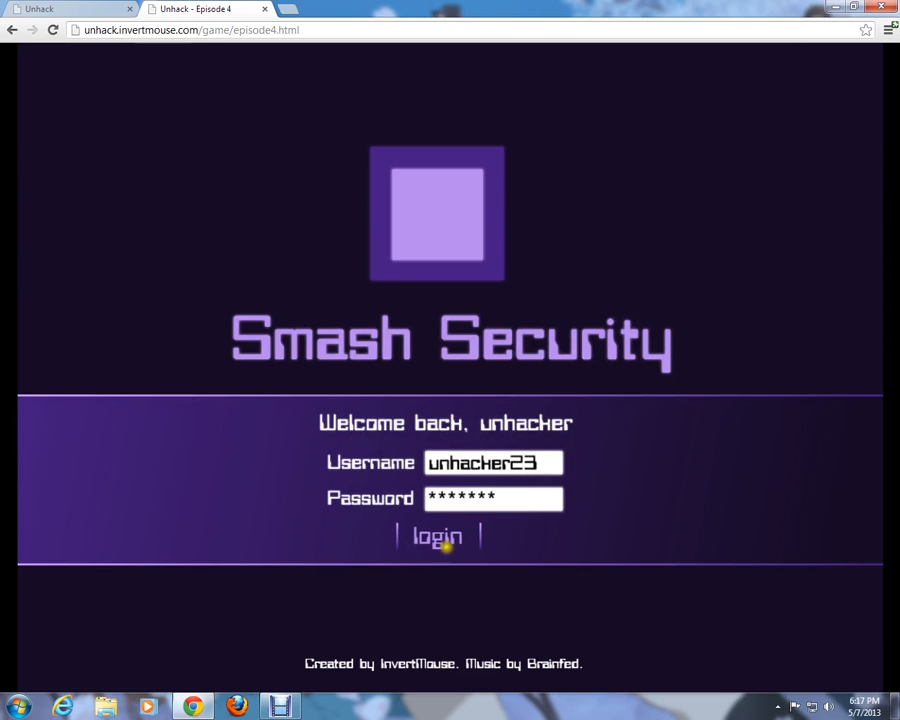 Unhack
Unhack - Episode 4
unhack.invertmouse.com/game/episode4.html
Smash Security
Welcome back, unhacker
Username unhacker23
Password *******
login
Created by InvertMouse. Music by Brainfed.
6:17 PM
5/7/2013